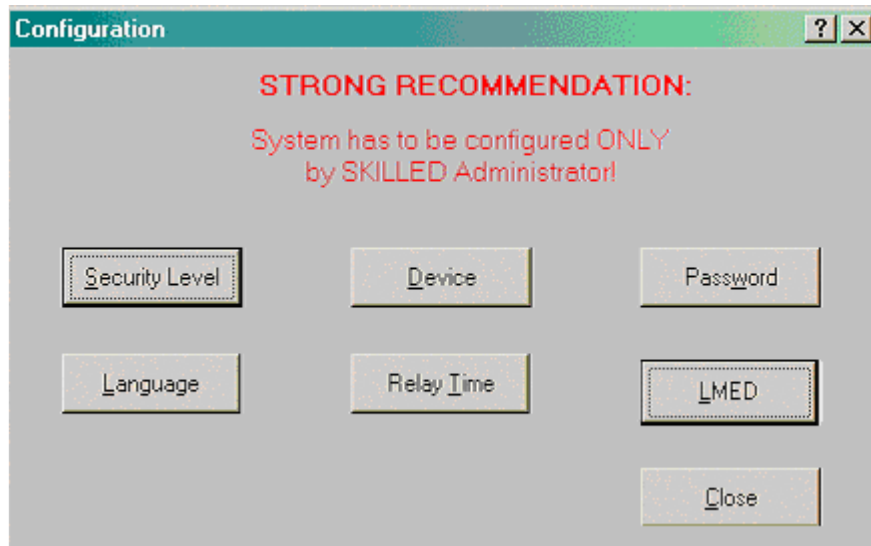 Configuration
STRONG RECOMMENDATION:
System has to be configured ONLY
by SKILLED Administrator!
Security Level
Device
Password
Language
Relay Time
LMED
Close